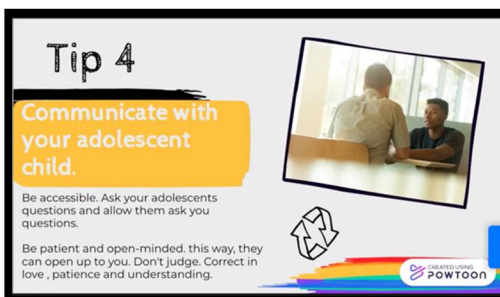 Tip 4
Communicate with
your adolescent
child.
Be accessible. Ask your adolescents
questions and allow them ask you
questions.
Be patient and open-minded. this way, they
can open up to you. Don't judge. Correct in
love , patience and understanding.
CREATED USING
POWTOON